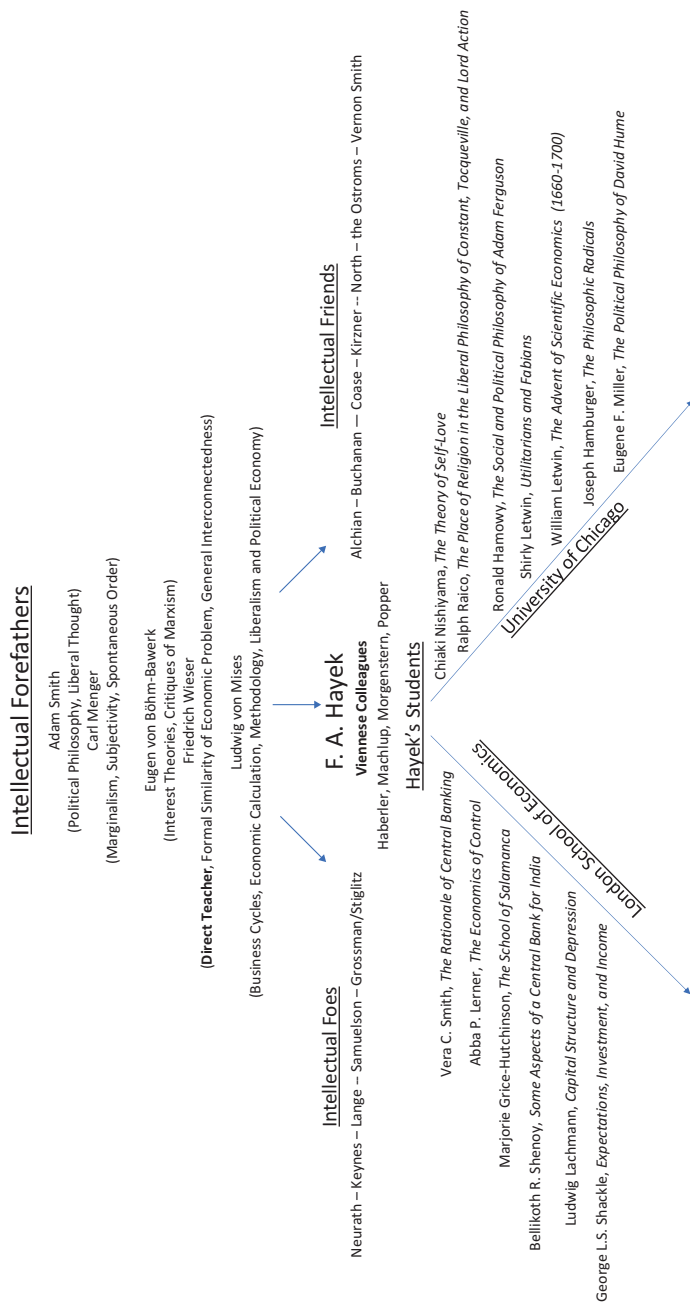 Intellectual Forefathers
Adam Smith
(Political Philosophy, Liberal Thought)
Carl Menger
(Marginalism, Subjectivity, Spontaneous Order)
Eugen von Böhm-Bawerk
(Interest Theories, Critiques of Marxism)
Friedrich Wieser
(Direct Teacher, Formal Similarity of Economic Problem, General Interconnectedness)
Ludwig von Mises
(Business Cycles, Economic Calculation, Methodology, Liberalism and Political Economy)
Intellectual Foes
Neurath – Keynes – Lange – Samuelson – Grossman/Stiglitz
F. A. Hayek
Viennese Colleagues
Haberler, Machlup, Morgenstern, Popper
Intellectual Friends
Alchian – Buchanan – Coase – Kirzner -- North – the Ostroms – Vernon Smith
Hayek's Students
Vera C. Smith, The Rationale of Central Banking
Abba P. Lerner, The Economics of Control
Marjorie Grice-Hutchinson, The School of Salamanca
Bellikoth R. Shenoy, Some Aspects of a Central Bank for India
Ludwig Lachmann, Capital Structure and Depression
George L.S. Shackle, Expectations, Investment, and Income
London School of Economics
Chiaki Nishiyama, The Theory of Self-Love
Ralph Raico, The Place of Religion in the Liberal Philosophy of Constant, Tocqueville, and Lord Action
Ronald Hamowy, The Social and Political Philosophy of Adam Ferguson
Shirly Letwin, Utilitarians and Fabians
William Letwin, The Advent of Scientific Economics (1660-1700)
Joseph Hamburger, The Philosophic Radicals
Eugene F. Miller, The Political Philosophy of David Hume
University of Chicago